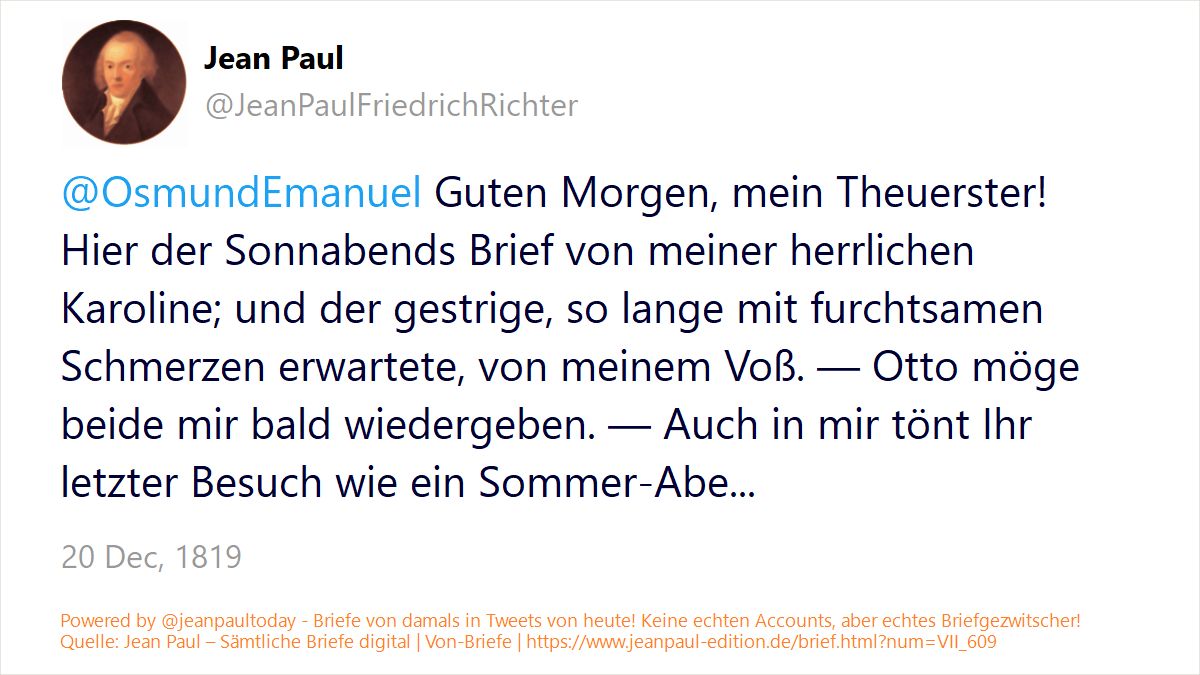 Jean Paul
@JeanPaulFriedrichRichter
@OsmundEmanuel Guten Morgen, mein Theuerster!
Hier der Sonnabends Brief von meiner herrlichen
Karoline; und der gestrige, so lange mit furchtsamen
Schmerzen erwartete, von meinem Voß. — Otto möge
beide mir bald wiedergeben. — Auch in mir tönt Ihr
letzter Besuch wie ein Sommer-Abe...
20 Dec, 1819
Powered by @jeanpaultoday - Briefe von damals in Tweets von heute! Keine echten Accounts, aber echtes Briefgezwitscher!
Quelle: Jean Paul – Sämtliche Briefe digital | Von-Briefe | https://www.jeanpaul-edition.de/brief.html?num=VII_609